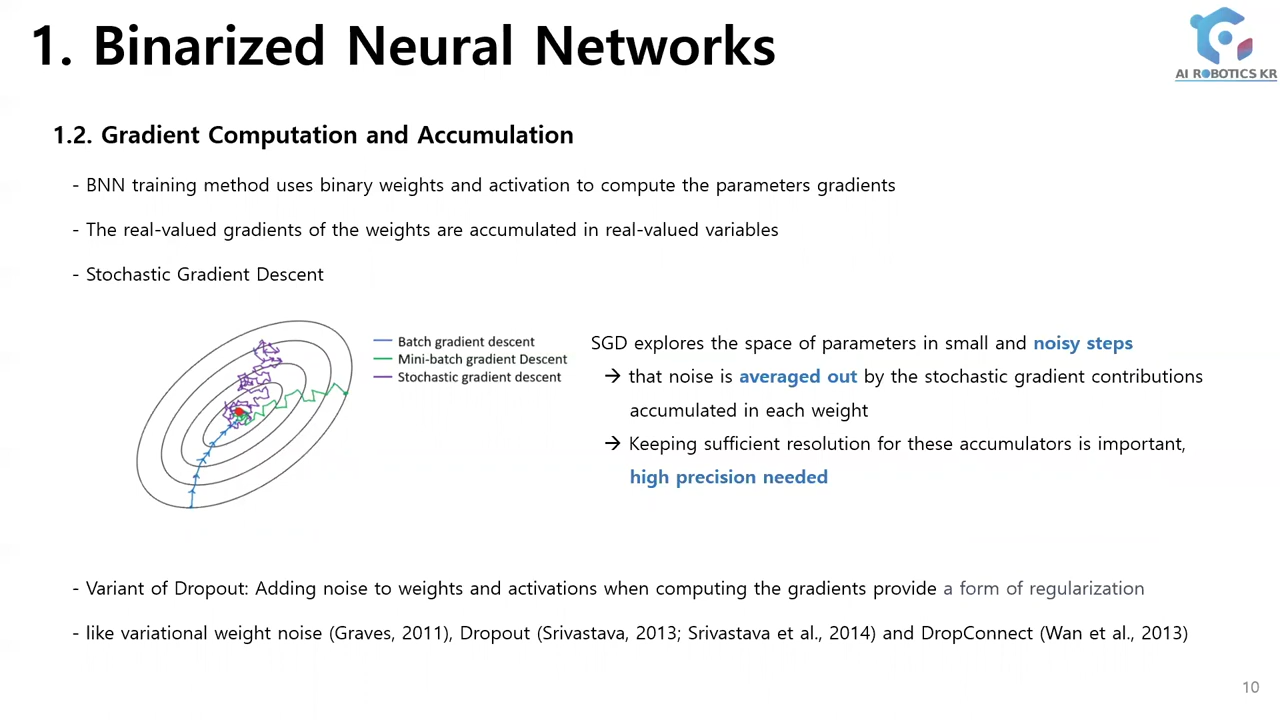 1. Binarized Neural Networks
AI ROBOTICS KR
1.2. Gradient Computation and Accumulation
- BNN training method uses binary weights and activation to compute the parameters gradients
- The real-valued gradients of the weights are accumulated in real-valued variables
- Stochastic Gradient Descent
Batch gradient descent
Mini-batch gradient Descent
Stochastic gradient descent
SGD explores the space of parameters in small and noisy steps
→ that noise is averaged out by the stochastic gradient contributions
accumulated in each weight
→ Keeping sufficient resolution for these accumulators is important,
high precision needed
- Variant of Dropout: Adding noise to weights and activations when computing the gradients provide a form of regularization
- like variational weight noise (Graves, 2011), Dropout (Srivastava, 2013; Srivastava et al., 2014) and DropConnect (Wan et al., 2013)
10